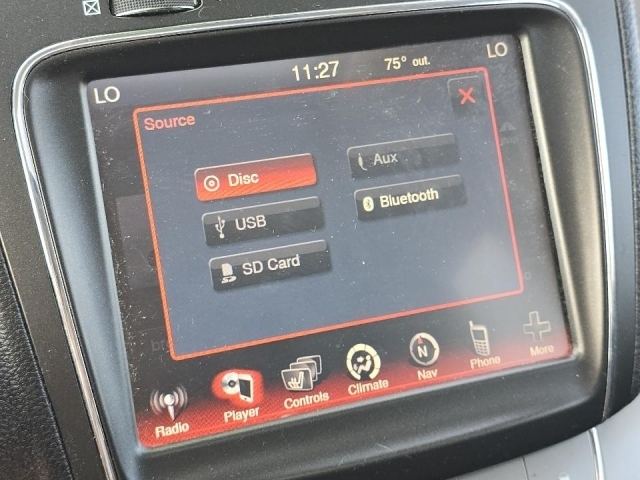 11:27
75° out.
LO
LO
Source
Disc
Aux
USB
Bluetooth
SD Card
Radio
Player
Controls
Climate
N
Nav
Phone
More